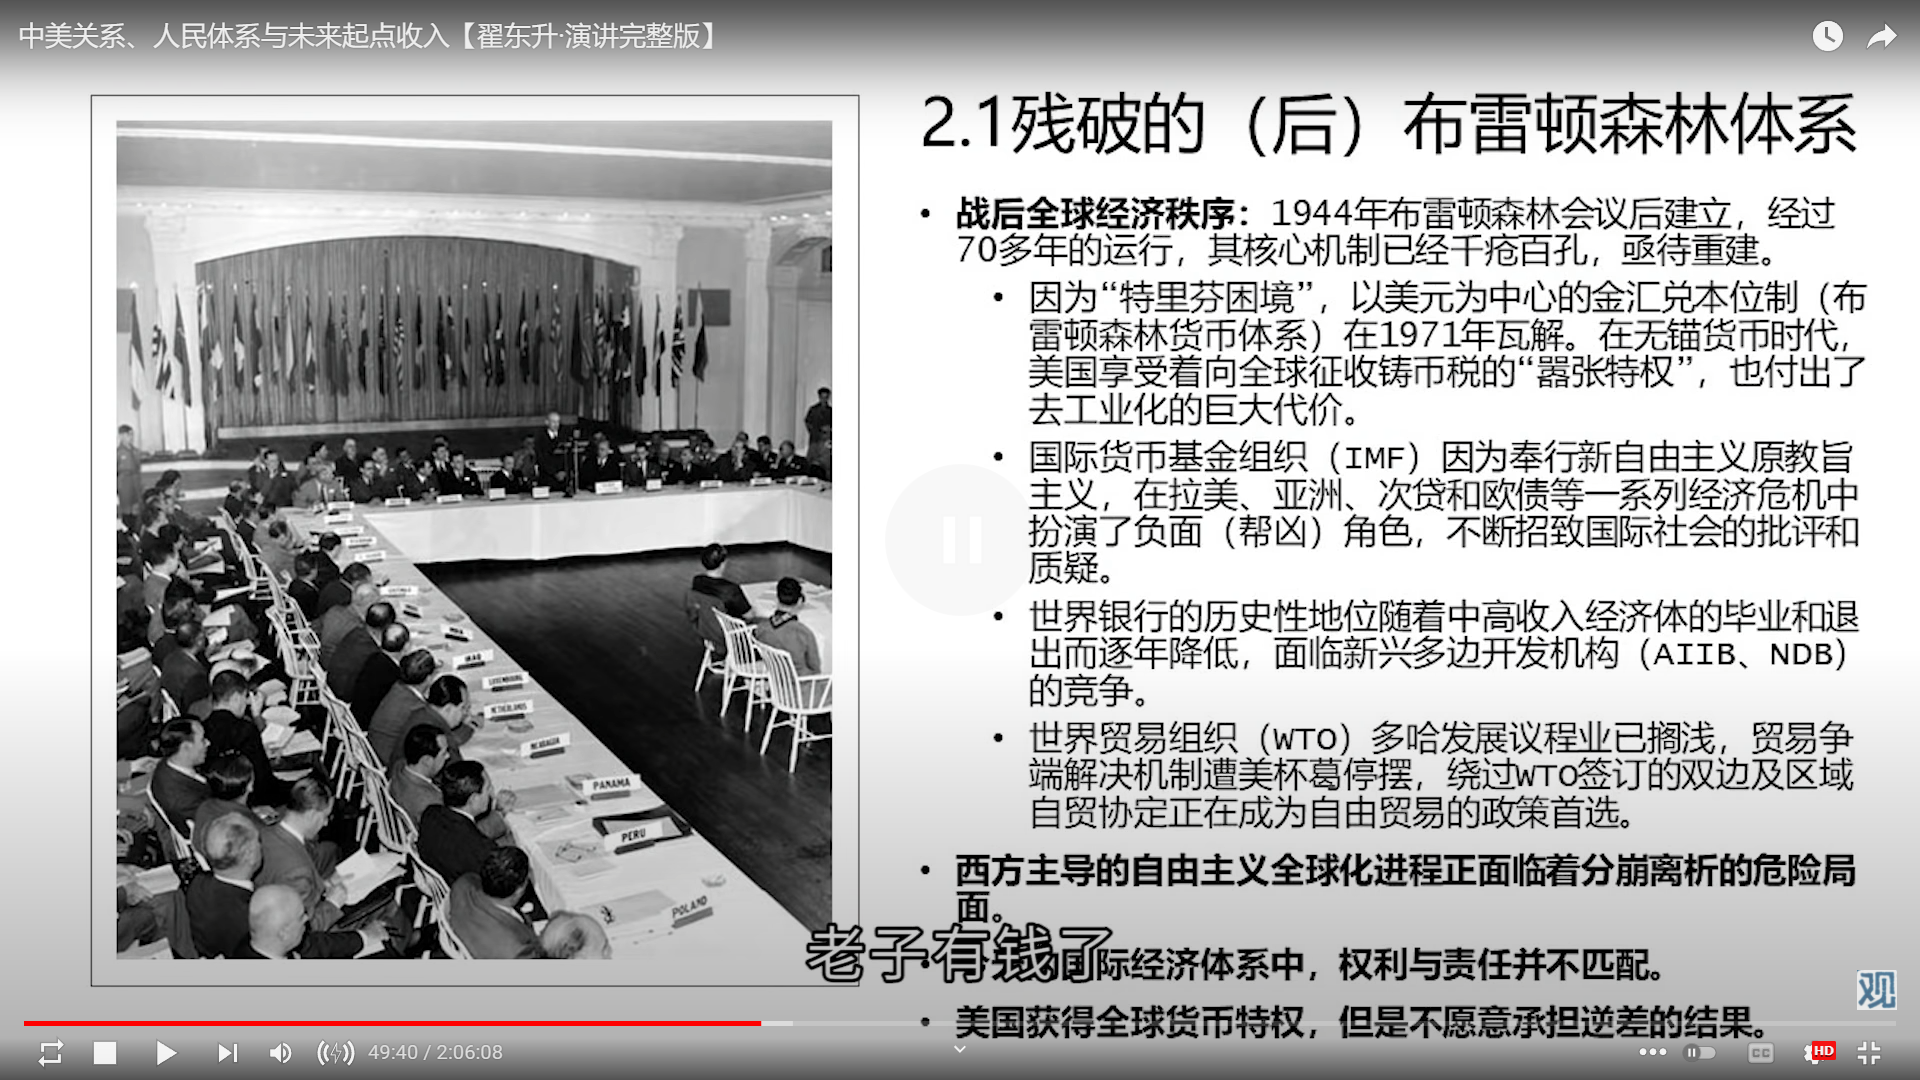 中美关系、人民体系与未来起点收入【翟东升·演讲完整版】
2.1残破的（后）布雷顿森林体系
• 战后全球经济秩序：1944年布雷顿森林会议后建立，经过
70多年的运行，其核心机制已经千疮百孔，亟待重建。
• 因为“特里芬困境”，以美元为中心的金汇兑本位制（布
雷顿森林货币体系）在1971年瓦解。在无锚货币时代，
美国享受着向全球征收铸币税的“嚣张特权”，也付出了
去工业化的巨大代价。
• 国际货币基金组织（IMF）因为奉行新自由主义原教旨
主义，在拉美、亚洲、次贷和欧债等一系列经济危机中
扮演了负面（帮凶）角色，不断招致国际社会的批评和
质疑。
• 世界银行的历史性地位随着中高收入经济体的毕业和退
出而逐年降低，面临新兴多边开发机构（AIIB、NDB）
的竞争。
• 世界贸易组织（WTO）多哈发展议程业已搁浅，贸易争
端解决机制遭美杯葛停摆，绕过WTO签订的双边及区域
自贸协定正在成为自由贸易的政策首选。
• 西方主导的自由主义全球化进程正面临着分崩离析的危险局
面。
国际经济体系中，权利与责任并不匹配。
• 美国获得全球货币特权，但是不愿意承担逆差的结果。
老子有钱了
IRAQ
LUXEMBOURG
NETHERLANDS
NICARAGUA
PANAMA
PERU
POLAND
观
49:40 / 2:06:08
CC
HD